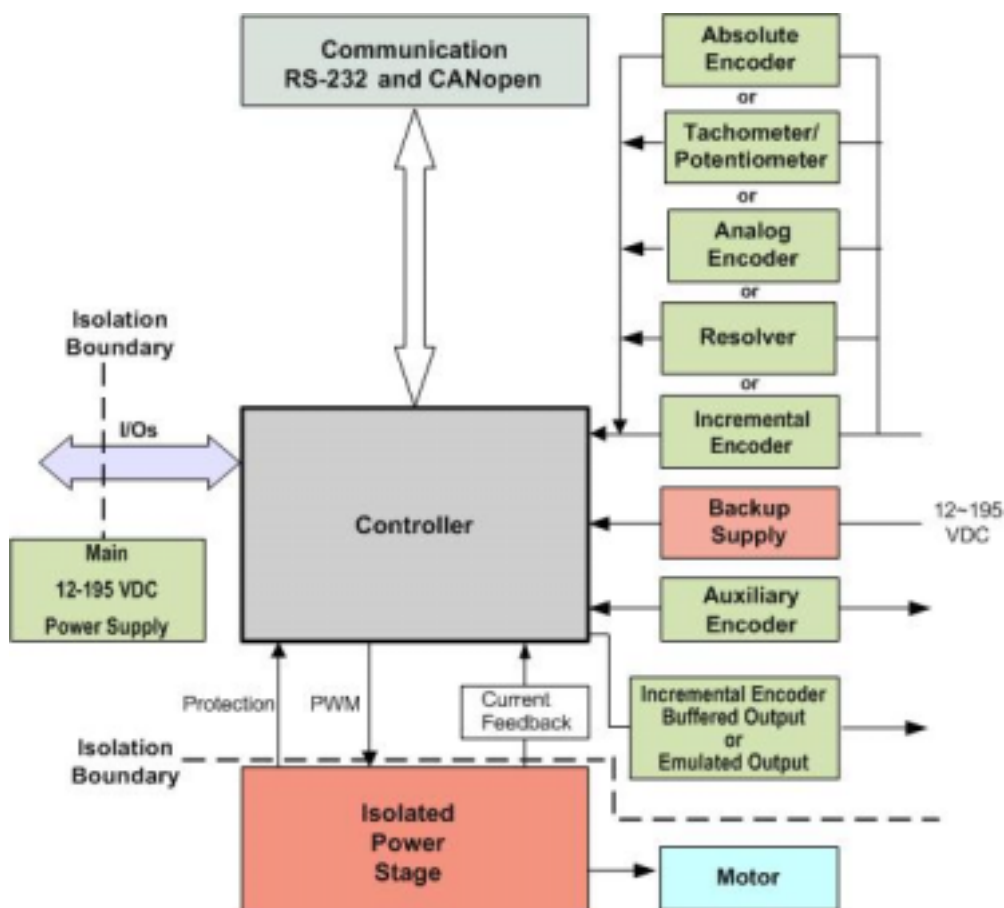 Communication
RS-232 and CANopen
Absolute
Encoder
or
Tachometer/
Potentiometer
or
Analog
Encoder
or
Resolver
or
Incremental
Encoder
Isolation
Boundary
I/Os
Controller
Backup
Supply
12~195
VDC
Main
12-195 VDC
Power Supply
Auxiliary
Encoder
Protection
PWM
Current
Feedback
Incremental Encoder
Buffered Output
or
Emulated Output
Isolation
Boundary
Isolated
Power
Stage
Motor